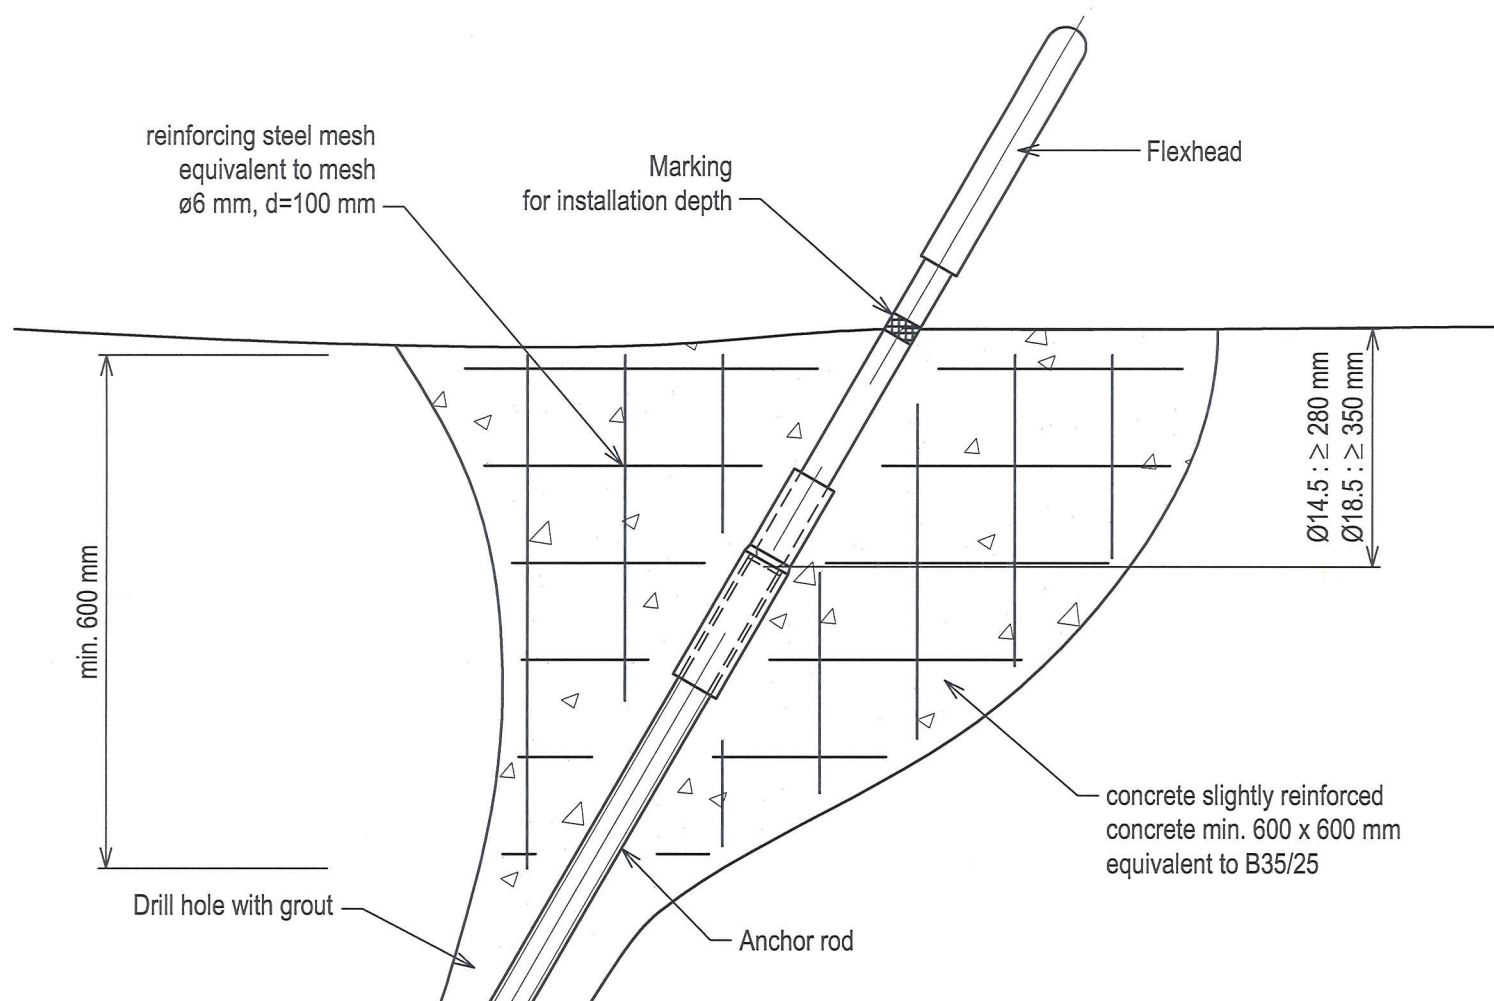 reinforcing steel mesh
equivalent to mesh
ø6 mm, d=100 mm
Marking
for installation depth
Flexhead
Ø14.5 : ≥ 280 mm
Ø18.5 : ≥ 350 mm
min. 600 mm
concrete slightly reinforced
concrete min. 600 x 600 mm
equivalent to B35/25
Drill hole with grout
Anchor rod